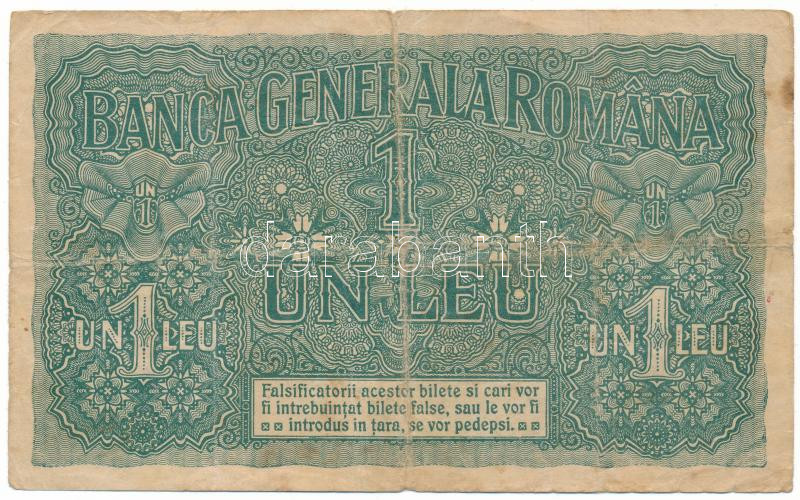 BANCA GENERALA ROMÂNA
UN
1
UN
1
1
darabanth
UN LEU
UN 1 LEU
UN 1 LEU
Falsificatorii acestor bilete si cari vor
fi intrebuințat bilete false, sau le vor fi
introdus in țara, se vor pedepsi.